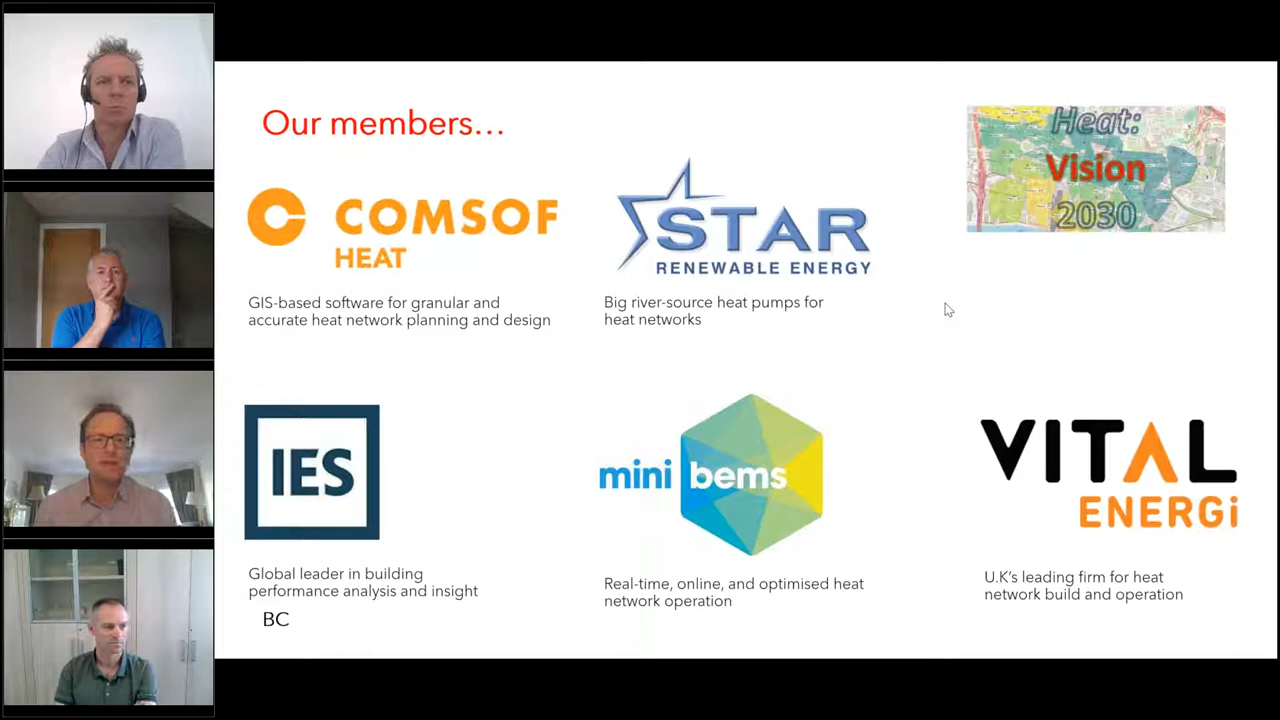 Our members...
Heat:
Vision
2030
COMSOF
HEAT
GIS-based software for granular and
accurate heat network planning and design
STAR
RENEWABLE ENERGY
Big river-source heat pumps for
heat networks
IES
Global leader in building
performance analysis and insight
mini bems
Real-time, online, and optimised heat
network operation
VITAL
ENERGi
U.K's leading firm for heat
network build and operation
BC